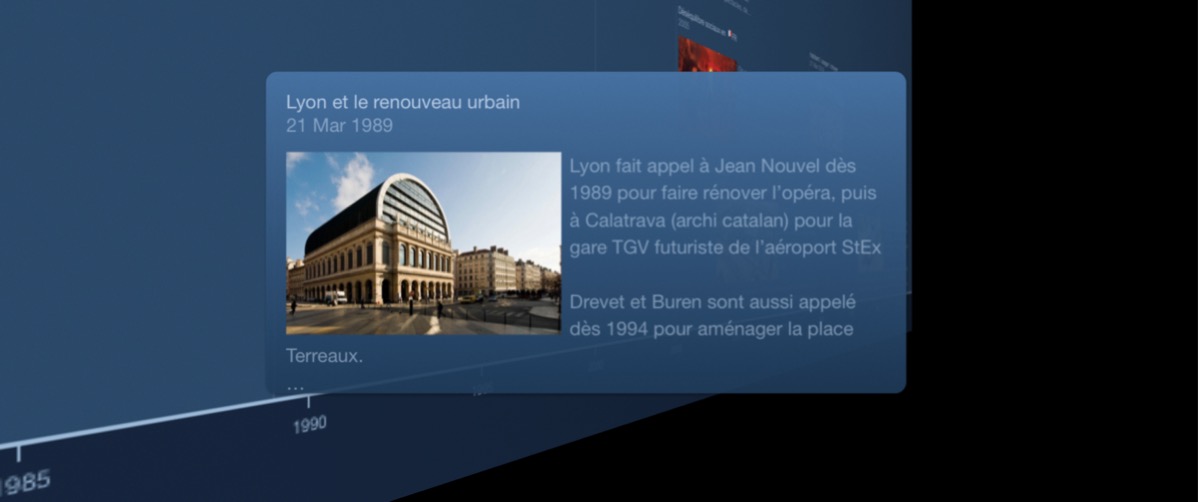 Lyon et le renouveau urbain
21 Mar 1989
Lyon fait appel à Jean Nouvel dès
1989 pour faire rénover l'opéra, puis
à Calatrava (archi catalan) pour la
gare TGV futuriste de l'aéroport StEx
Drevet et Buren sont aussi appelé
dès 1994 pour aménager la place
Terreaux.
...
1990
1985